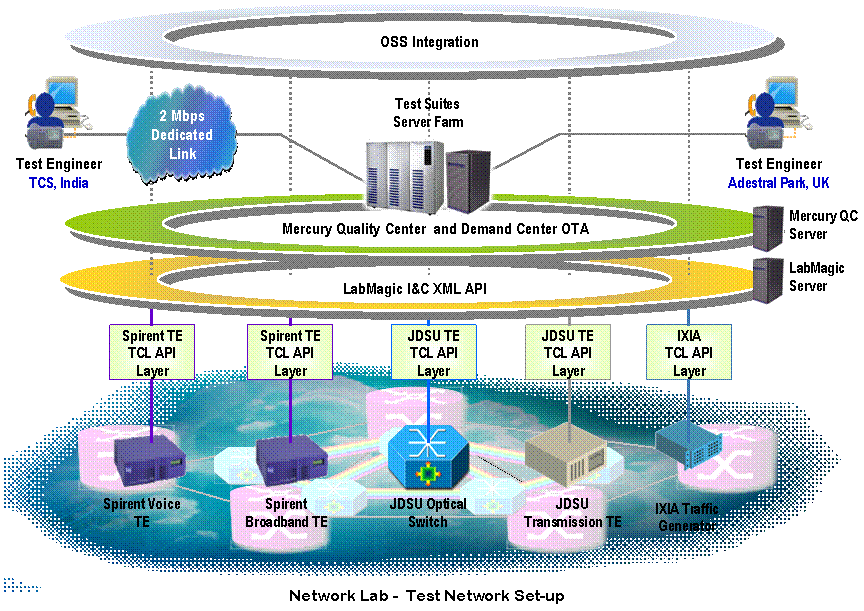 OSS Integration
Test Suites
Server Farm
2 Mbps
Dedicated
Link
Test Engineer
TCS, India
Test Engineer
Adestral Park, UK
Mercury Quality Center and Demand Center OTA
Mercury QC
Server
LabMagic I&C XML API
LabMagic
Server
Spirent TE
TCL API
Layer
Spirent TE
TCL API
Layer
JDSU TE
TCL API
Layer
JDSU TE
TCL API
Layer
IXIA
TCL API
Layer
Spirent Voice
TE
Spirent
Broadband TE
JDSU Optical
Switch
JDSU
Transmission TE
IXIA Traffic
Generator
Network Lab - Test Network Set-up